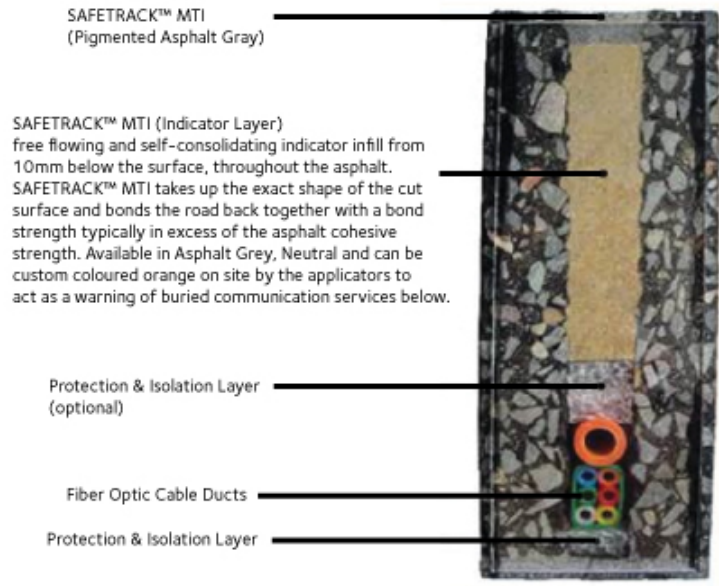 SAFETRACK™ MTI
(Pigmented Asphalt Gray)
SAFETRACK™ MTI (Indicator Layer)
free flowing and self-consolidating indicator infill from
10mm below the surface, throughout the asphalt.
SAFETRACK™ MTI takes up the exact shape of the cut
surface and bonds the road back together with a bond
strength typically in excess of the asphalt cohesive
strength. Available in Asphalt Grey, Neutral and can be
custom coloured orange on site by the applicators to
act as a warning of buried communication services below.
Protection & Isolation Layer
(optional)
Fiber Optic Cable Ducts
Protection & Isolation Layer